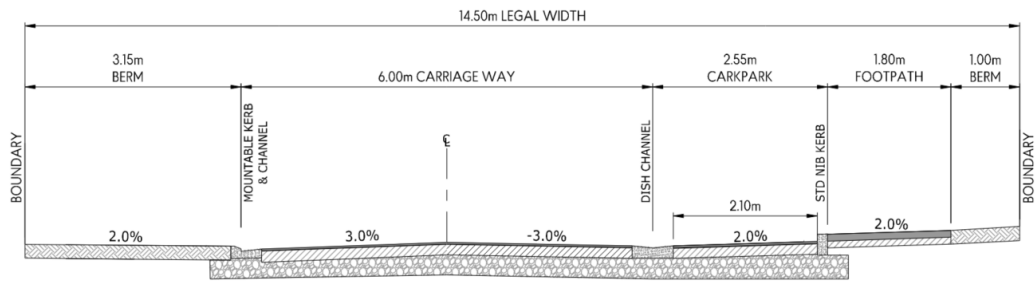 14.50m LEGAL WIDTH
3.15m
BERM
6.00m CARRIAGE WAY
2.55m
CARKPARK
1.80m
FOOTPATH
1.00m
BERM
BOUNDARY
MOUNTABLE KERB
& CHANNEL
℄
DISH CHANNEL
STD NIB KERB
BOUNDARY
2.10m
2.0%
3.0%
-3.0%
2.0%
2.0%